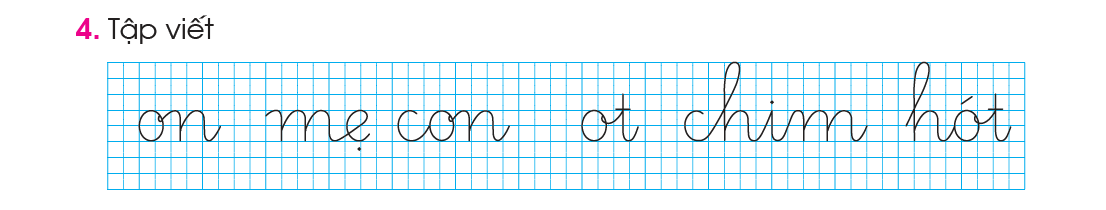 4. Tập viết
on mẹ con ot chim hót